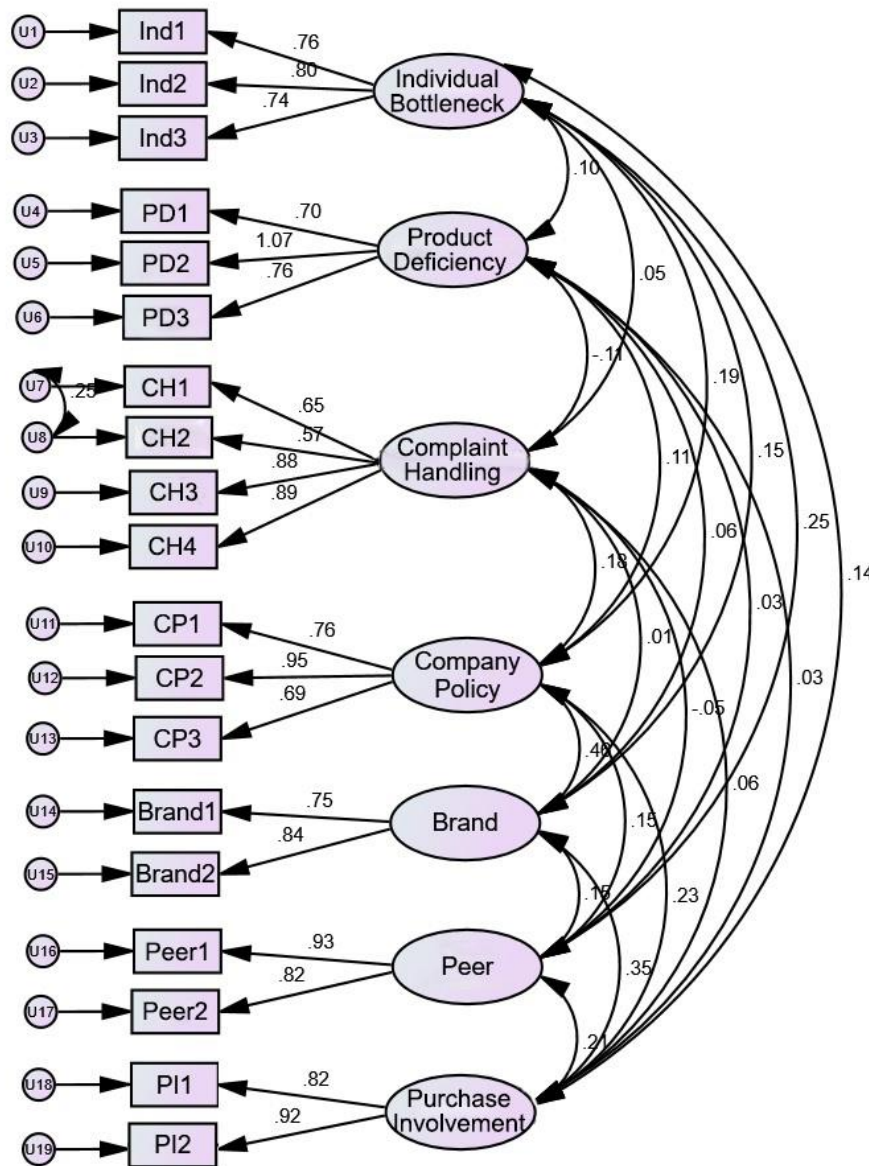 U1
Ind1
.76
U2
Ind2
.80
Individual
Bottleneck
.74
U3
Ind3
.10
U4
PD1
.70
Product
Deficiency
U5
PD2
1.07
.76
.05
U6
PD3
-.11
.19
U7
.25
CH1
.65
U8
CH2
.57
Complaint
Handling
.11
.15
.88
U9
CH3
.89
.06
.25
U10
CH4
.18
.03
.14
U11
CP1
.76
.01
Company
Policy
U12
CP2
.95
.03
.69
-.05
U13
CP3
.46
.06
U14
Brand1
.75
Brand
.15
.84
U15
Brand2
.15
.23
U16
Peer1
.93
Peer
.35
.82
U17
Peer2
.21
U18
PI1
.82
Purchase
Involvement
.92
U19
PI2